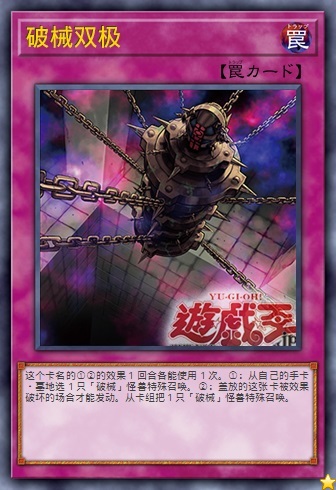 破械双极
トラップ
罠
【罠カード】
YU-GI-OH!
遊戯王
.jp
这个卡名的①②的效果１回合各能使用１次。①：从自己的手卡
・墓地选１只「破械」怪兽特殊召唤。②：盖放的这张卡被效果
破坏的场合才能发动。从卡组把１只「破械」怪兽特殊召唤。